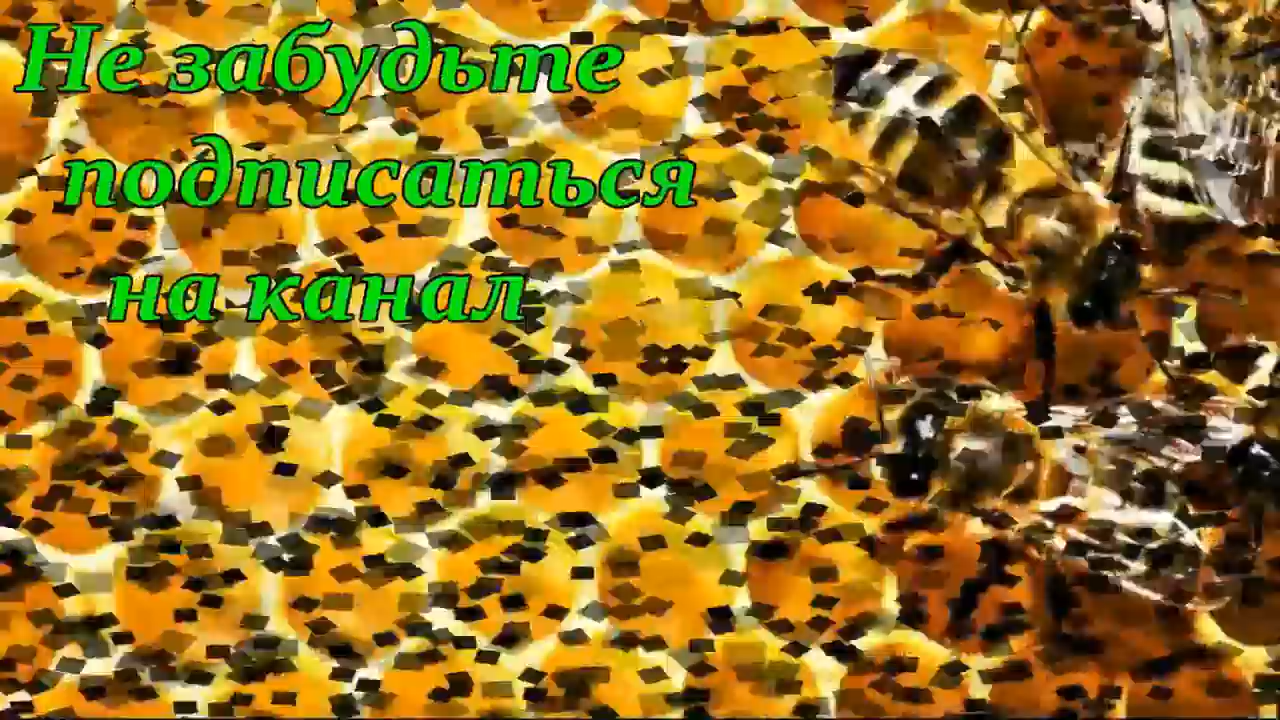 Не забудьте
подписаться
на канал